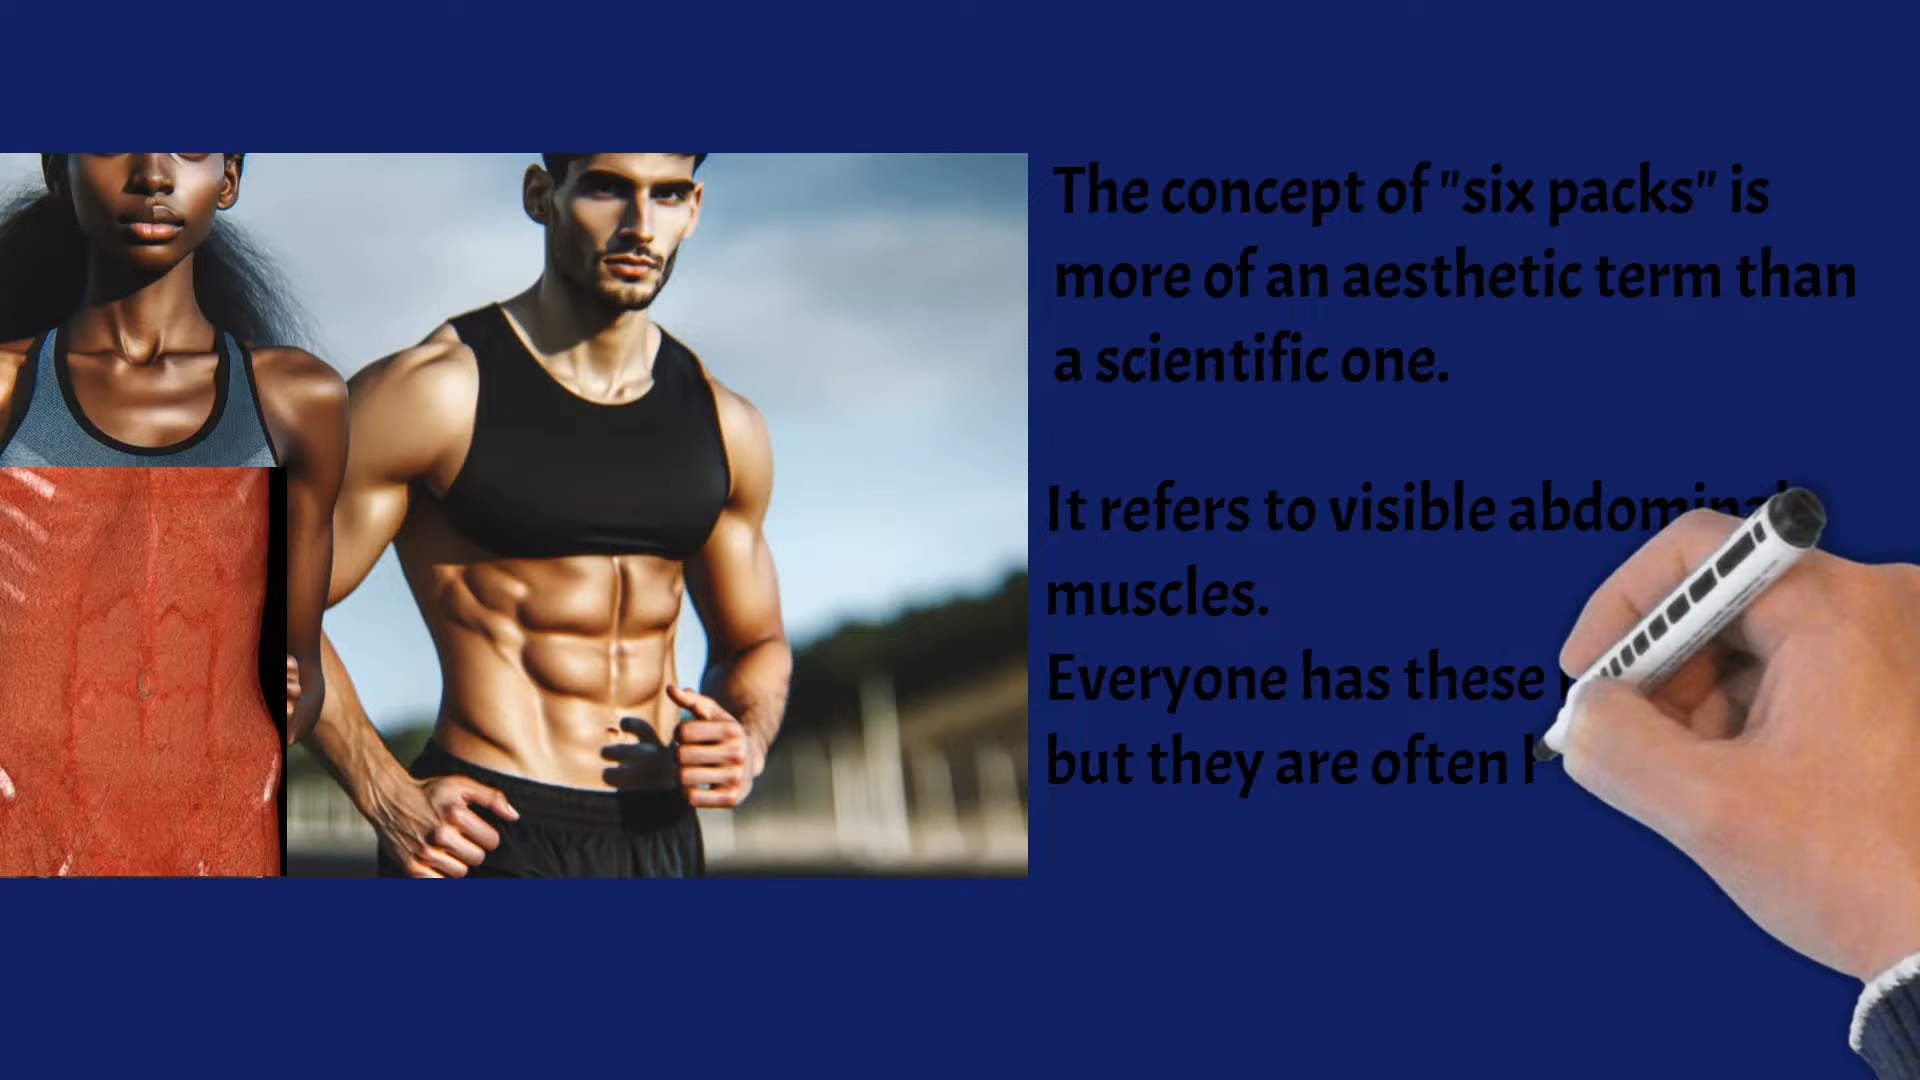 The concept of "six packs" is
more of an aesthetic term than
a scientific one.
It refers to visible abdominal
muscles.
Everyone has these
but they are often